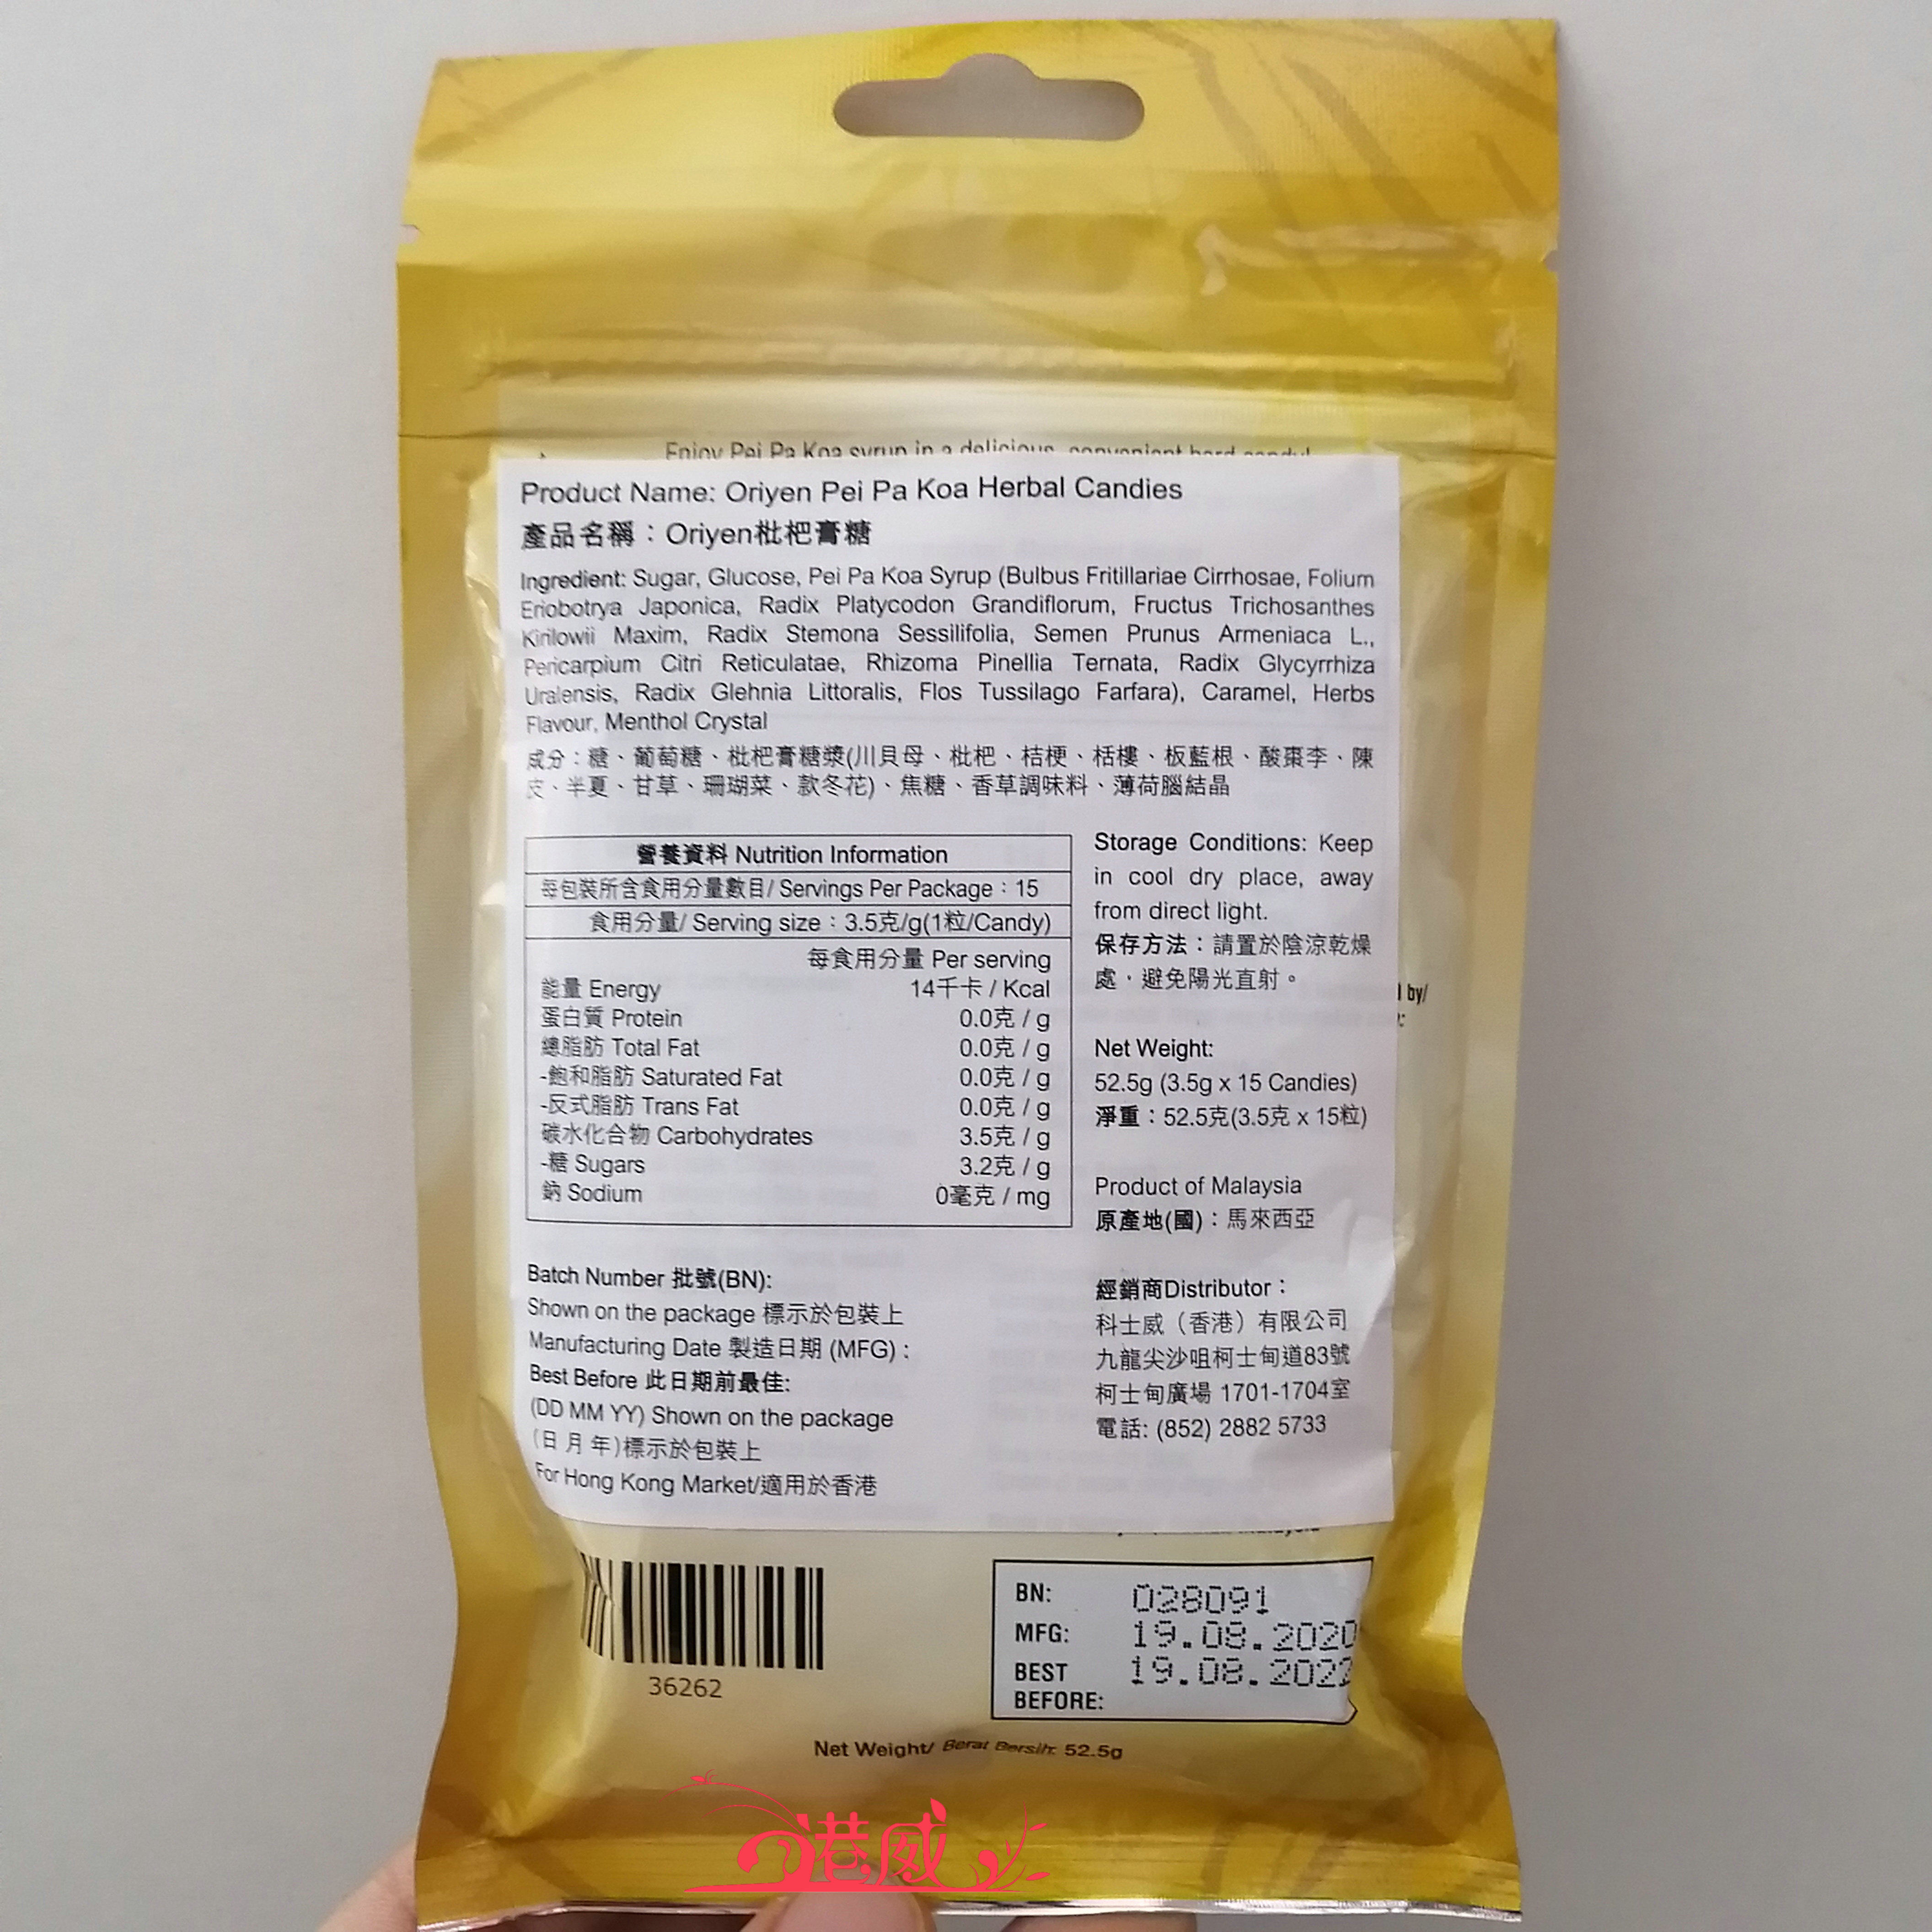 Enjoy Pei Pa Koa syrup in a delicious, convenient hard candy!
Product Name: Oriyen Pei Pa Koa Herbal Candies
產品名稱：Oriyen枇杷膏糖
Ingredient: Sugar, Glucose, Pei Pa Koa Syrup (Bulbus Fritillariae Cirrhosae, Folium
Eriobotrya Japonica, Radix Platycodon Grandiflorum, Fructus Trichosanthes
Kirilowii Maxim, Radix Stemona Sessilifolia, Semen Prunus Armeniaca L.,
Pericarpium Citri Reticulatae, Rhizoma Pinellia Ternata, Radix Glycyrrhiza
Uralensis, Radix Glehnia Littoralis, Flos Tussilago Farfara), Caramel, Herbs
Flavour, Menthol Crystal
成分：糖、葡萄糖、枇杷膏糖漿(川貝母、枇杷、桔梗、栝樓、板藍根、酸棗李、陳
皮、半夏、甘草、珊瑚菜、款冬花)、焦糖、香草調味料、薄荷腦結晶
營養資料 Nutrition Information
每包裝所含食用分量數目/ Servings Per Package：15
食用分量/ Serving size：3.5克/g(1粒/Candy)
每食用分量 Per serving
能量 Energy 14千卡 / Kcal
蛋白質 Protein 0.0克 / g
總脂肪 Total Fat 0.0克 / g
-飽和脂肪 Saturated Fat 0.0克 / g
-反式脂肪 Trans Fat 0.0克 / g
碳水化合物 Carbohydrates 3.5克 / g
-糖 Sugars 3.2克 / g
鈉 Sodium 0毫克 / mg
Storage Conditions: Keep
in cool dry place, away
from direct light.
保存方法：請置於陰涼乾燥
處，避免陽光直射。
by/
Net Weight:
52.5g (3.5g x 15 Candies)
淨重：52.5克(3.5克 x 15粒)
Product of Malaysia
原產地(國)：馬來西亞
Batch Number 批號(BN):
Shown on the package 標示於包裝上
Manufacturing Date 製造日期 (MFG) :
Best Before 此日期前最佳:
(DD MM YY) Shown on the package
(日 月 年)標示於包裝上
For Hong Kong Market/適用於香港
經銷商Distributor：
科士威（香港）有限公司
九龍尖沙咀柯士甸道83號
柯士甸廣場 1701-1704室
電話: (852) 2882 5733
36262
BN: 028091
MFG: 19.08.2020
BEST BEFORE: 19.08.2022
Net Weight/ Berat Bersih: 52.5g
港威